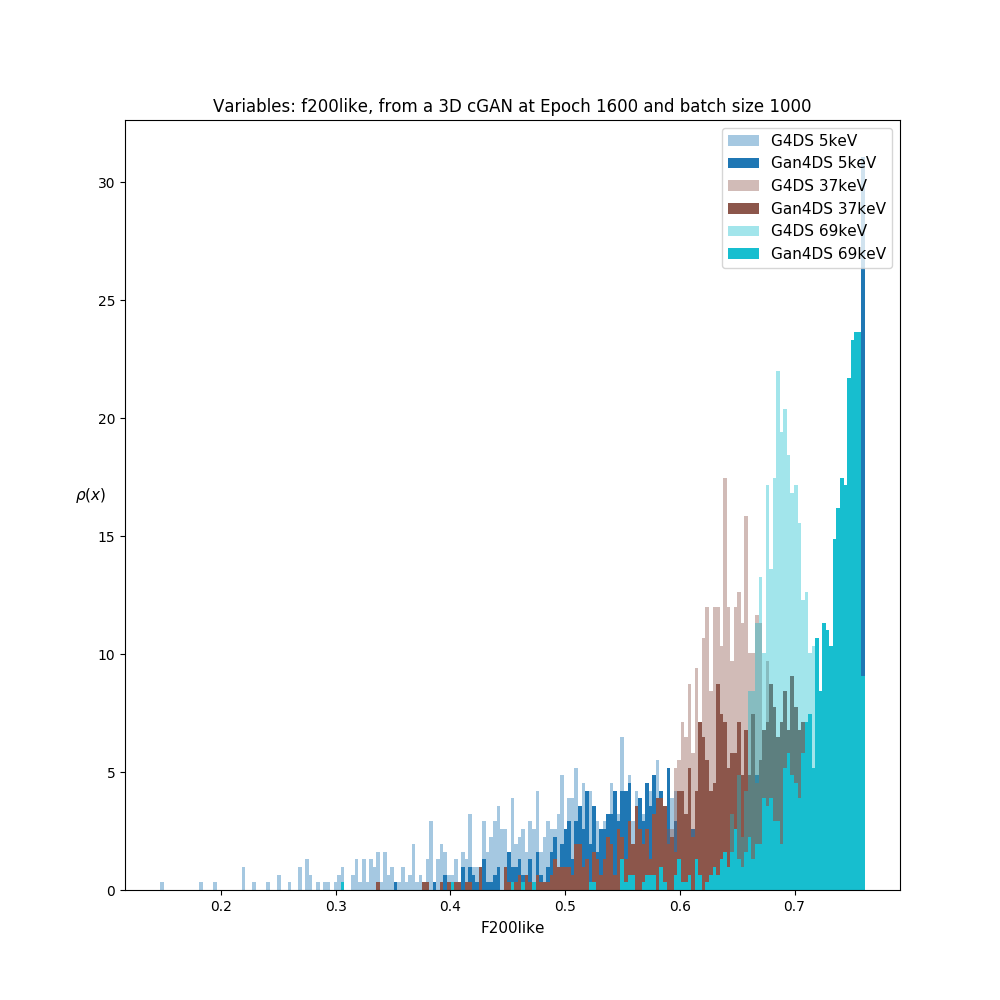 Variables: f200like, from a 3D cGAN at Epoch 1600 and batch size 1000
G4DS 5keV
Gan4DS 5keV
G4DS 37keV
Gan4DS 37keV
G4DS 69keV
Gan4DS 69keV
30
25
20
15
10
5
0
ρ(x)
0.2 0.3 0.4 0.5 0.6 0.7
F200like